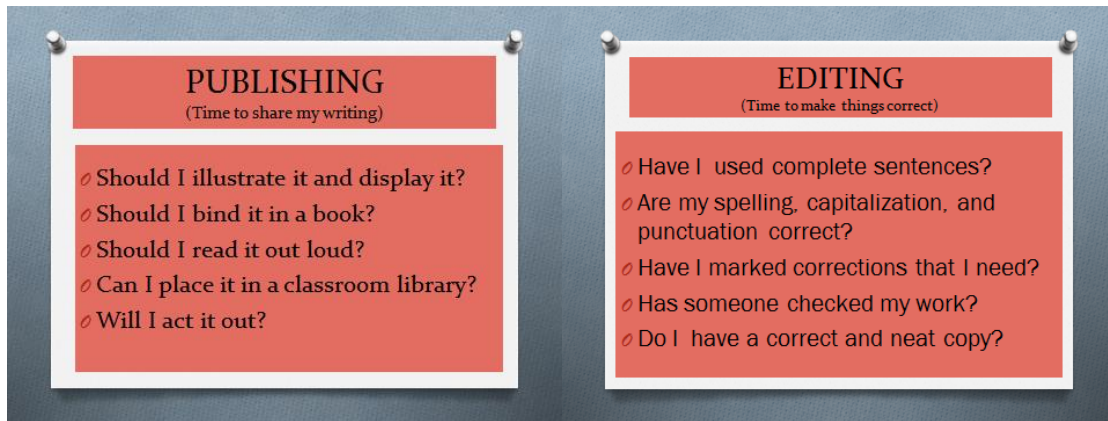 PUBLISHING
(Time to share my writing)
Should I illustrate it and display it?
Should I bind it in a book?
Should I read it out loud?
Can I place it in a classroom library?
Will I act it out?
EDITING
(Time to make things correct)
Have I used complete sentences?
Are my spelling, capitalization, and
punctuation correct?
Have I marked corrections that I need?
Has someone checked my work?
Do I have a correct and neat copy?